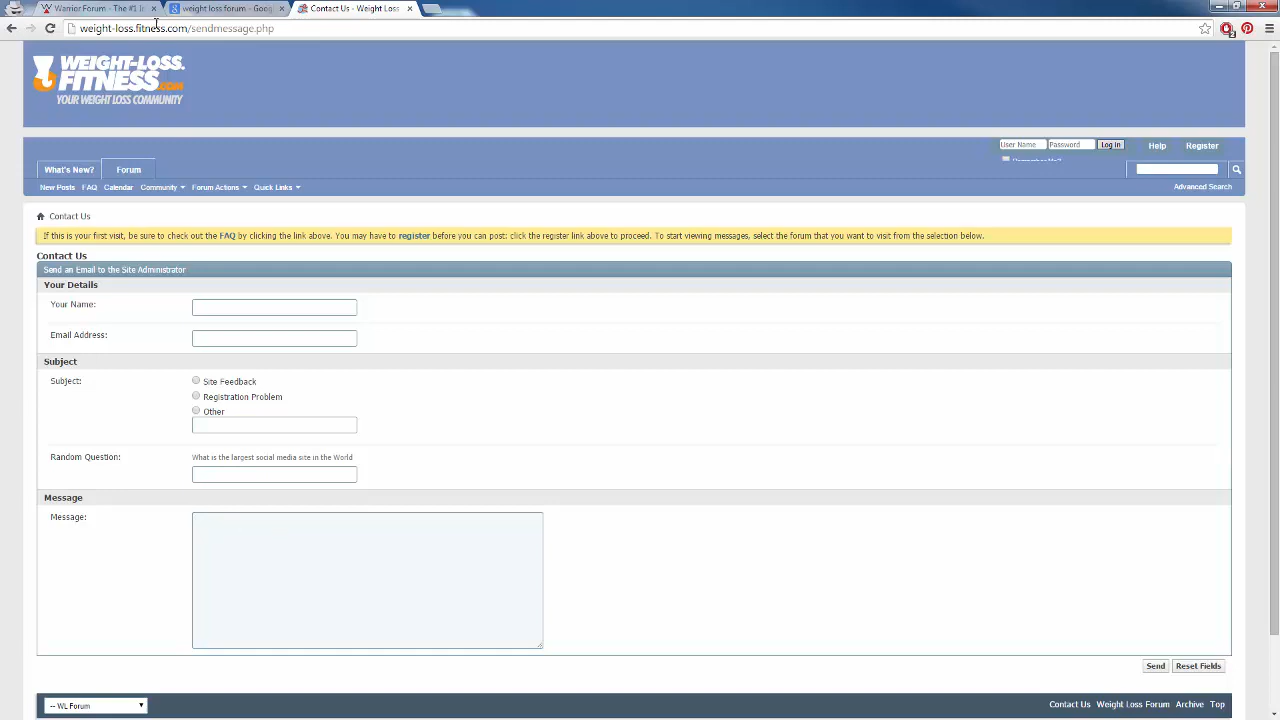 Warrior Forum - The #1 In
weight loss forum - Goog
Contact Us - Weight Loss
weight-loss.fitness.com/sendmessage.php
WEIGHT-LOSS.
FITNESS.COM
YOUR WEIGHT LOSS COMMUNITY
User Name Password Log in Help Register
Remember Me?
What's New? Forum
New Posts FAQ Calendar Community Forum Actions Quick Links Advanced Search
Contact Us
If this is your first visit, be sure to check out the FAQ by clicking the link above. You may have to register before you can post: click the register link above to proceed. To start viewing messages, select the forum that you want to visit from the selection below.
Contact Us
Send an Email to the Site Administrator
Your Details
Your Name:
Email Address:
Subject
Subject:
Site Feedback
Registration Problem
Other
Random Question: What is the largest social media site in the World
Message
Message:
Send Reset Fields
-- WL Forum Contact Us Weight Loss Forum Archive Top